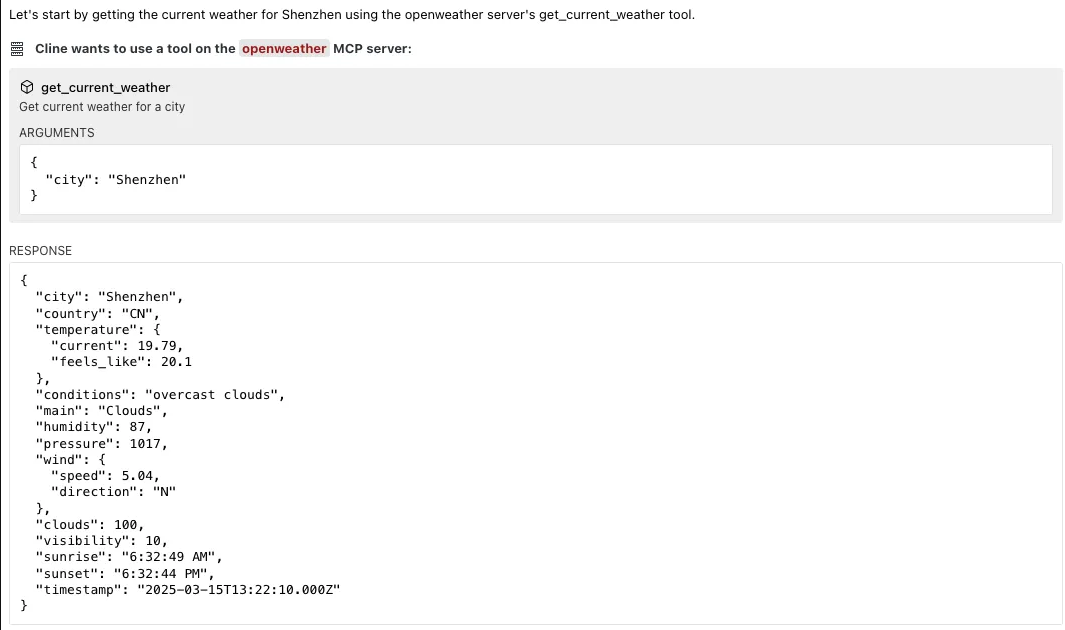 Let's start by getting the current weather for Shenzhen using the openweather server's get_current_weather tool.
Cline wants to use a tool on the openweather MCP server:
get_current_weather
Get current weather for a city
ARGUMENTS
{
  "city": "Shenzhen"
}
RESPONSE
{
  "city": "Shenzhen",
  "country": "CN",
  "temperature": {
    "current": 19.79,
    "feels_like": 20.1
  },
  "conditions": "overcast clouds",
  "main": "Clouds",
  "humidity": 87,
  "pressure": 1017,
  "wind": {
    "speed": 5.04,
    "direction": "N"
  },
  "clouds": 100,
  "visibility": 10,
  "sunrise": "6:32:49 AM",
  "sunset": "6:32:44 PM",
  "timestamp": "2025-03-15T13:22:10.000Z"
}